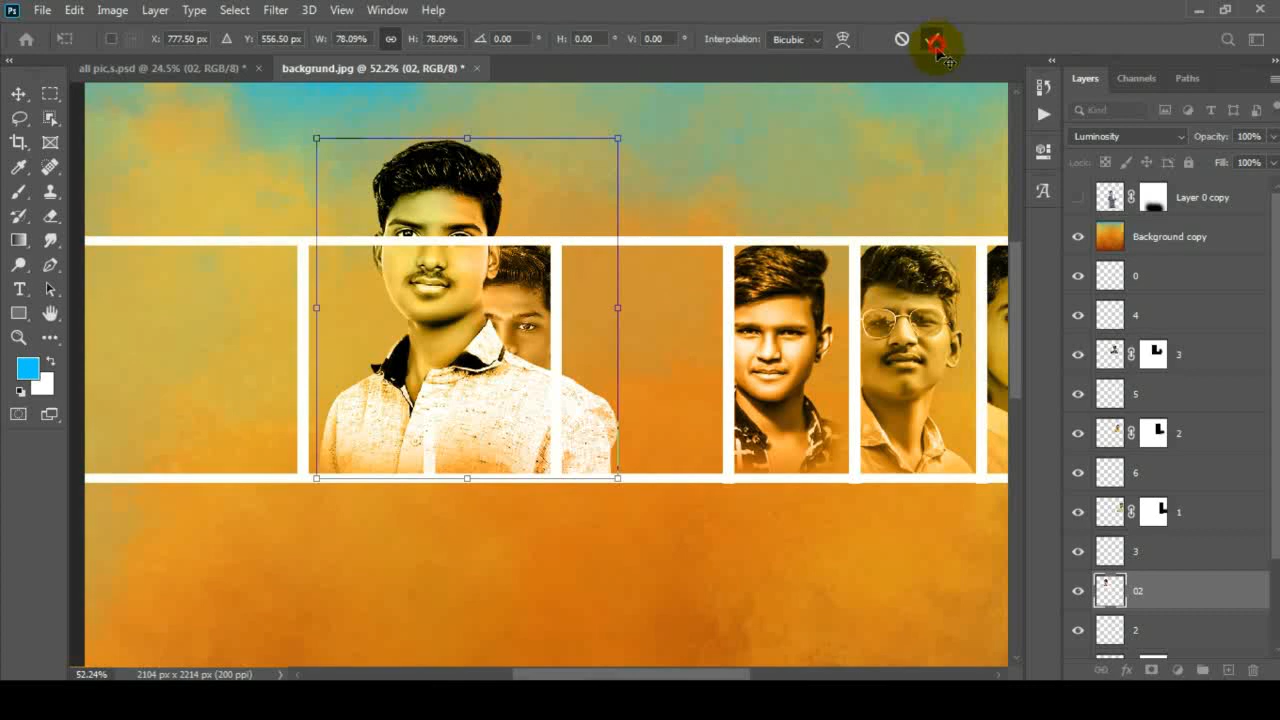 Ps File Edit Image Layer Type Select Filter 3D View Window Help
X: 777.50 px Y: 556.50 px W: 78.09% H: 78.09% 0.00 ° H: 0.00 ° V: 0.00 ° Interpolation: Bicubic
all pic,s.psd @ 24.5% (02, RGB/8) * × backgrund.jpg @ 52.2% (02, RGB/8) * ×
Layers Channels Paths
Kind
Luminosity Opacity: 100%
Lock: Fill: 100%
Layer 0 copy
Background copy
0
4
3
5
2
6
1
3
02
2
52.24% 2104 px x 2214 px (200 ppi)